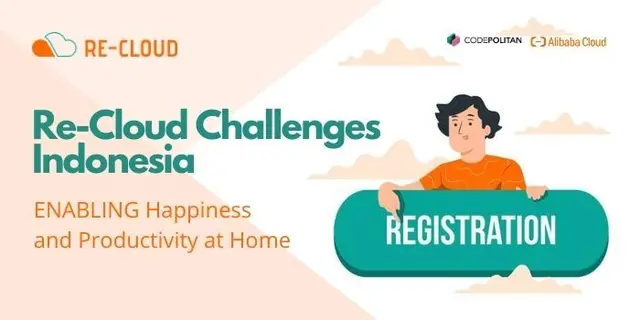 RE-CLOUD
CODEPOLITAN
Alibaba Cloud
Re-Cloud Challenges
Indonesia
ENABLING Happiness
and Productivity at Home
REGISTRATION